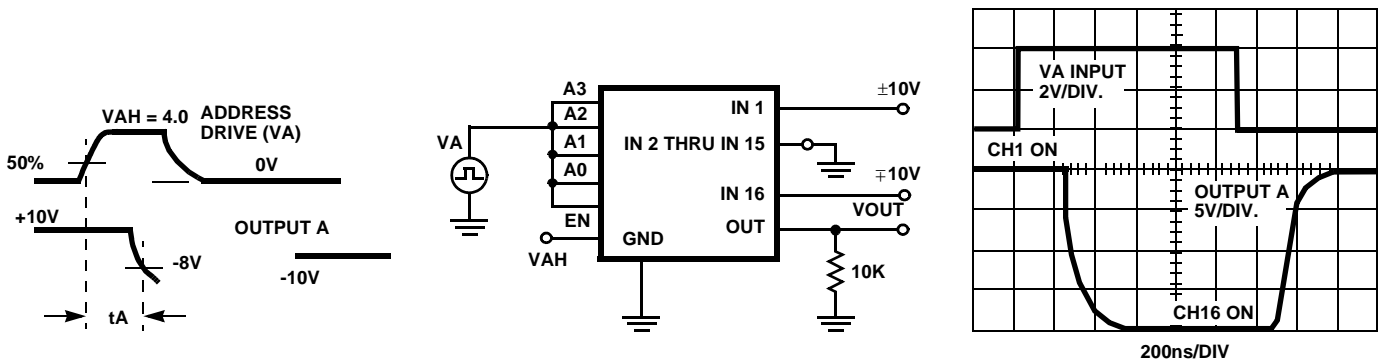 VAH = 4.0
ADDRESS
DRIVE (VA)
50%
0V
+10V
OUTPUT A
-8V
-10V
tA
A3
A2
A1
A0
EN
VA
VAH
GND
IN 1
IN 2 THRU IN 15
IN 16
OUT
±10V
∓10V
VOUT
10K
VA INPUT
2V/DIV.
CH1 ON
OUTPUT A
5V/DIV.
CH16 ON
200ns/DIV